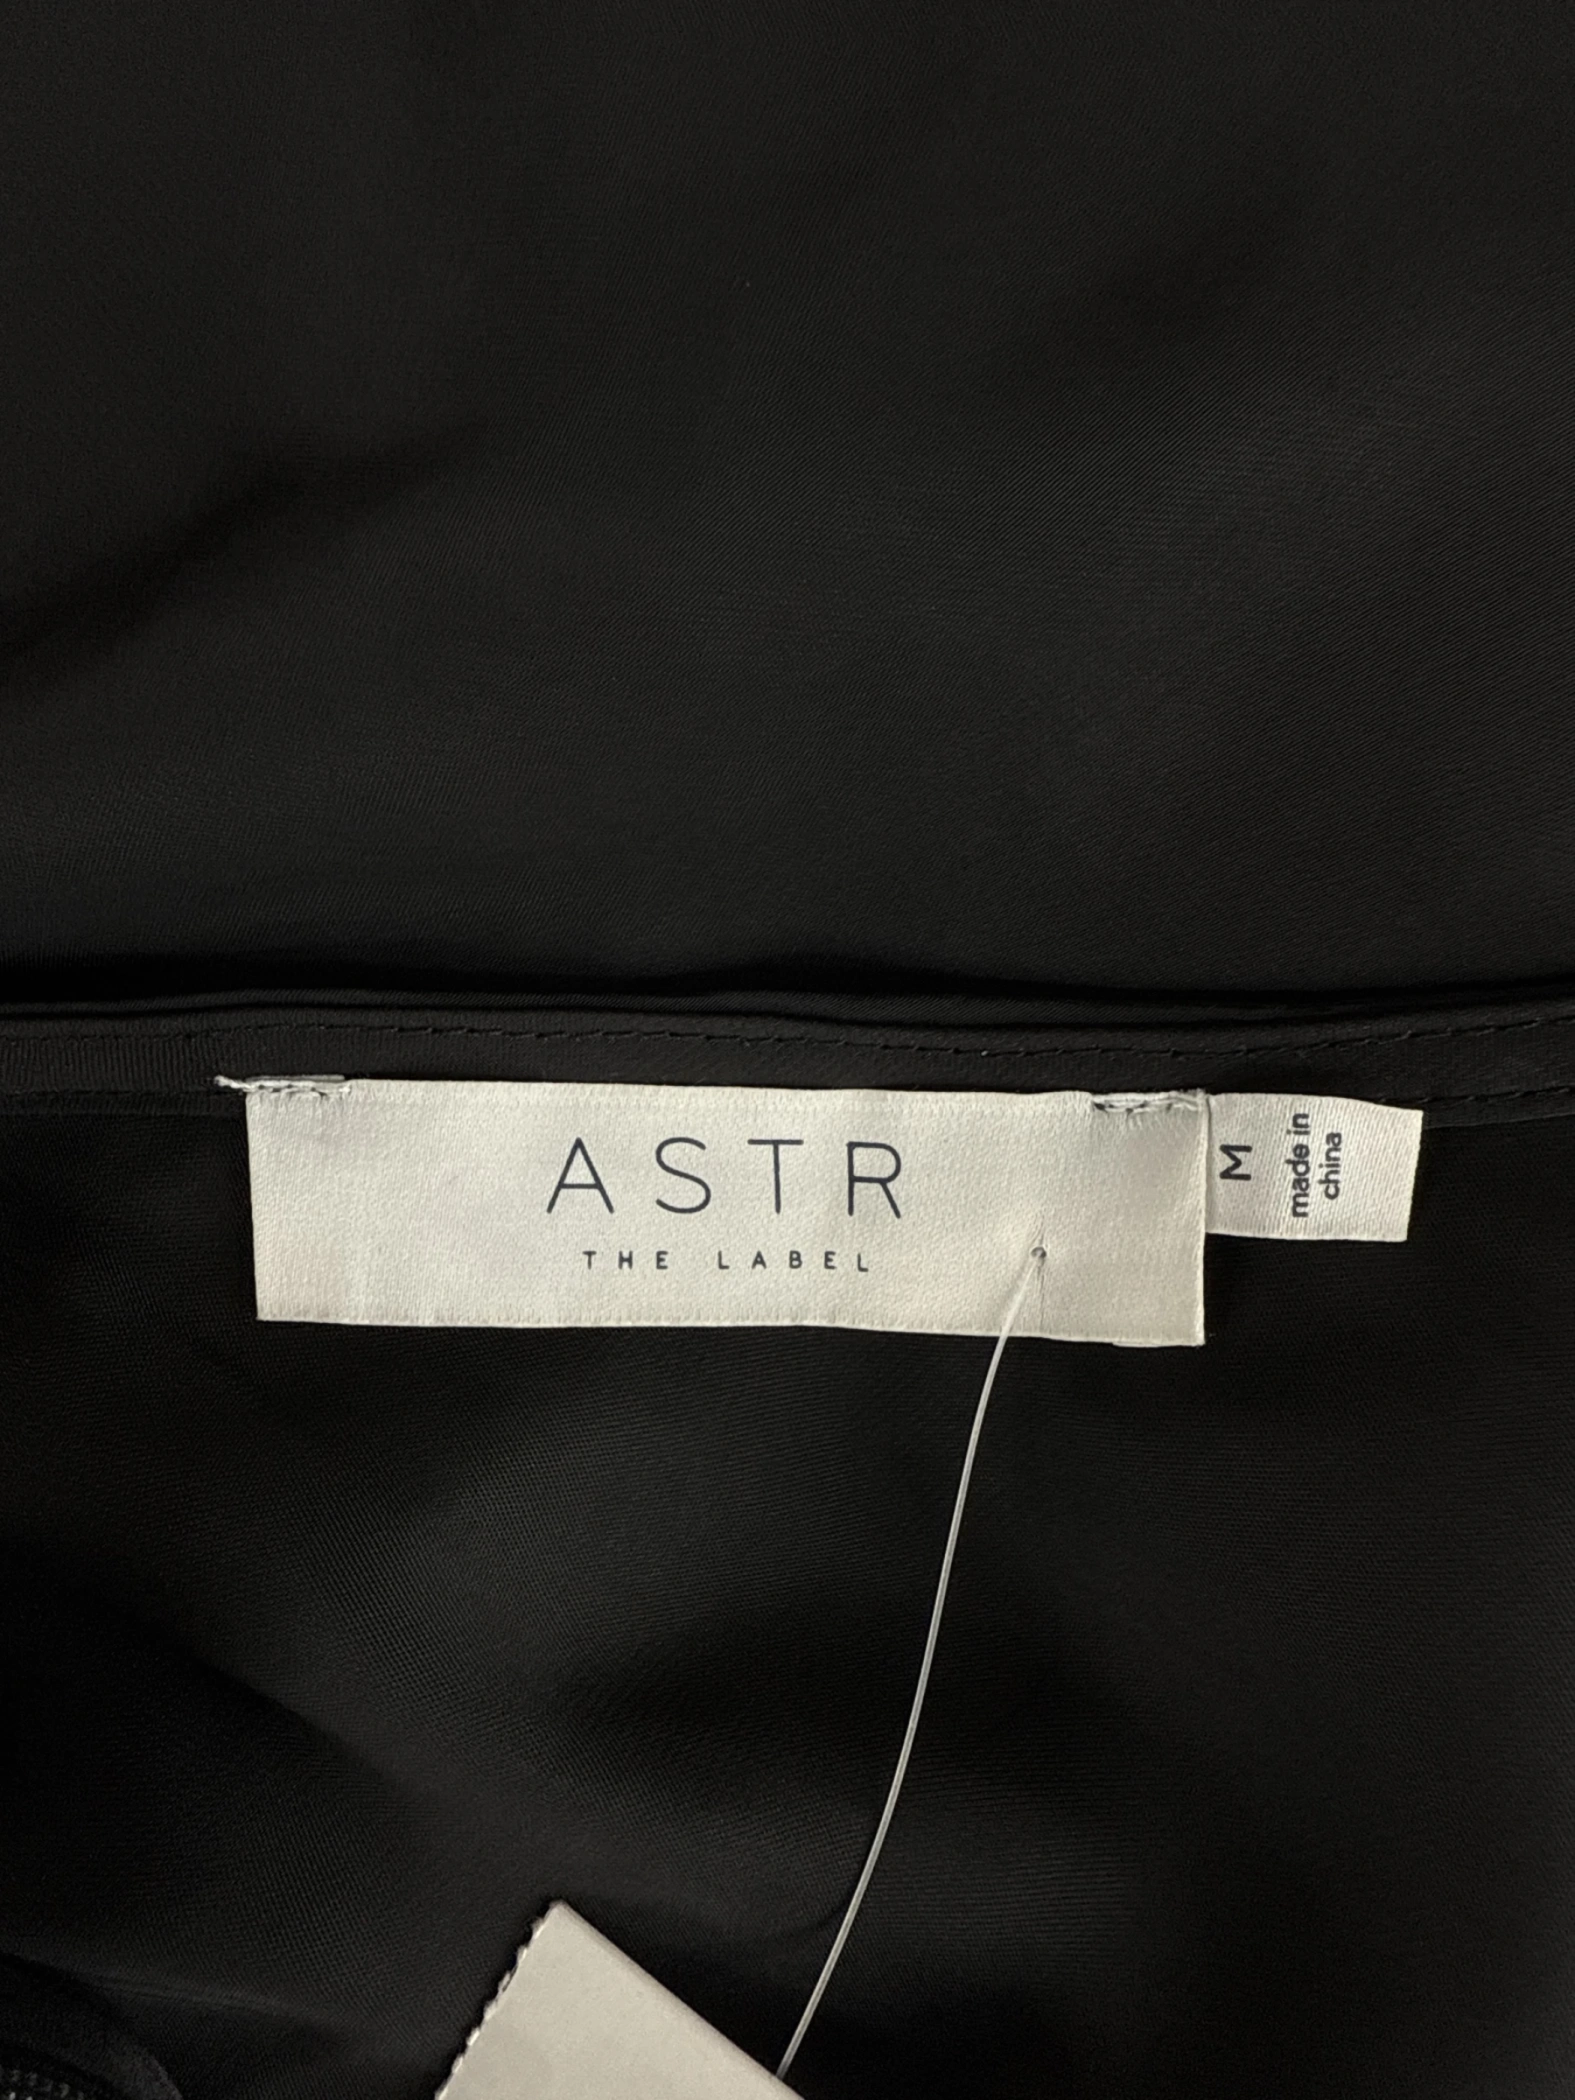 ASTR
THE LABEL
M
made in
china